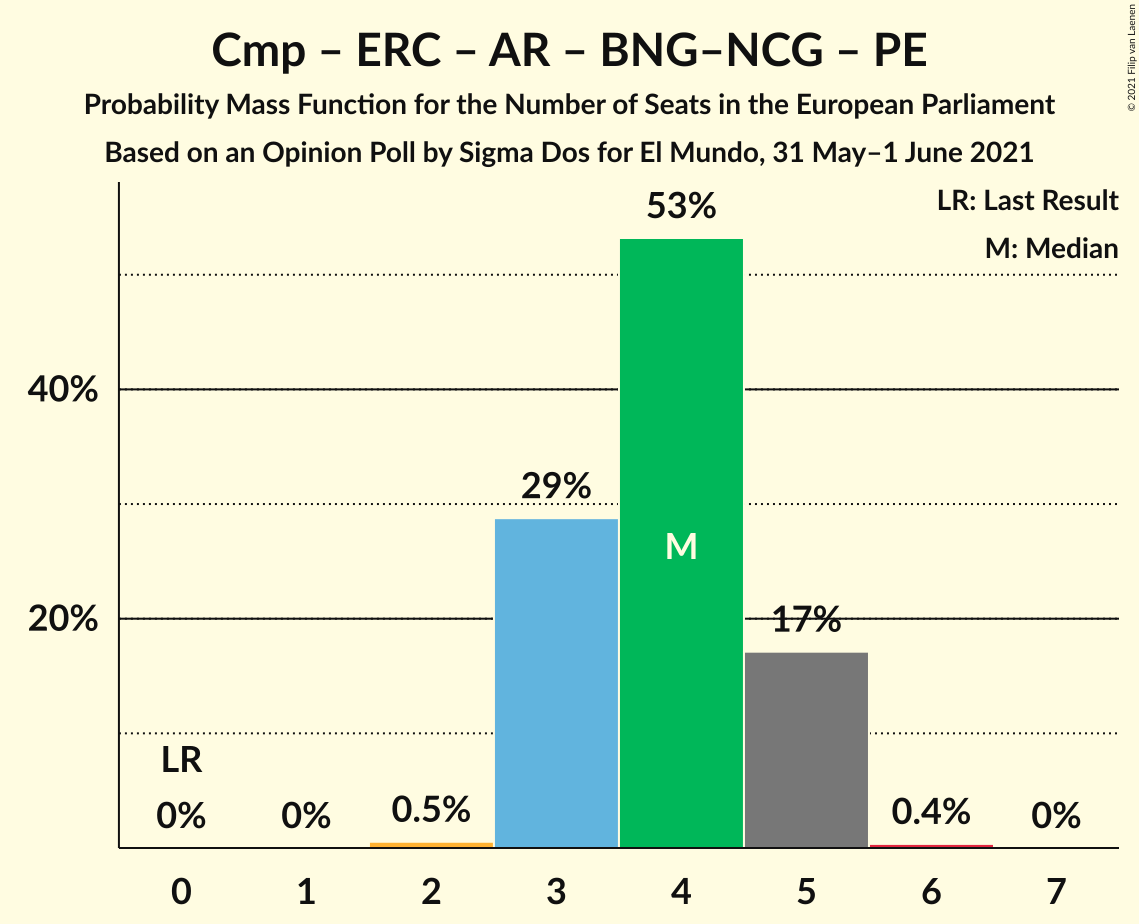 Cmp – ERC – AR – BNG–NCG – PE
Probability Mass Function for the Number of Seats in the European Parliament
Based on an Opinion Poll by Sigma Dos for El Mundo, 31 May–1 June 2021
© 2021 Filip van Laenen
LR: Last Result
M: Median
53%
40%
29%
M
20%
17%
LR
0%
0%
0.5%
0.4%
0%
0 1 2 3 4 5 6 7